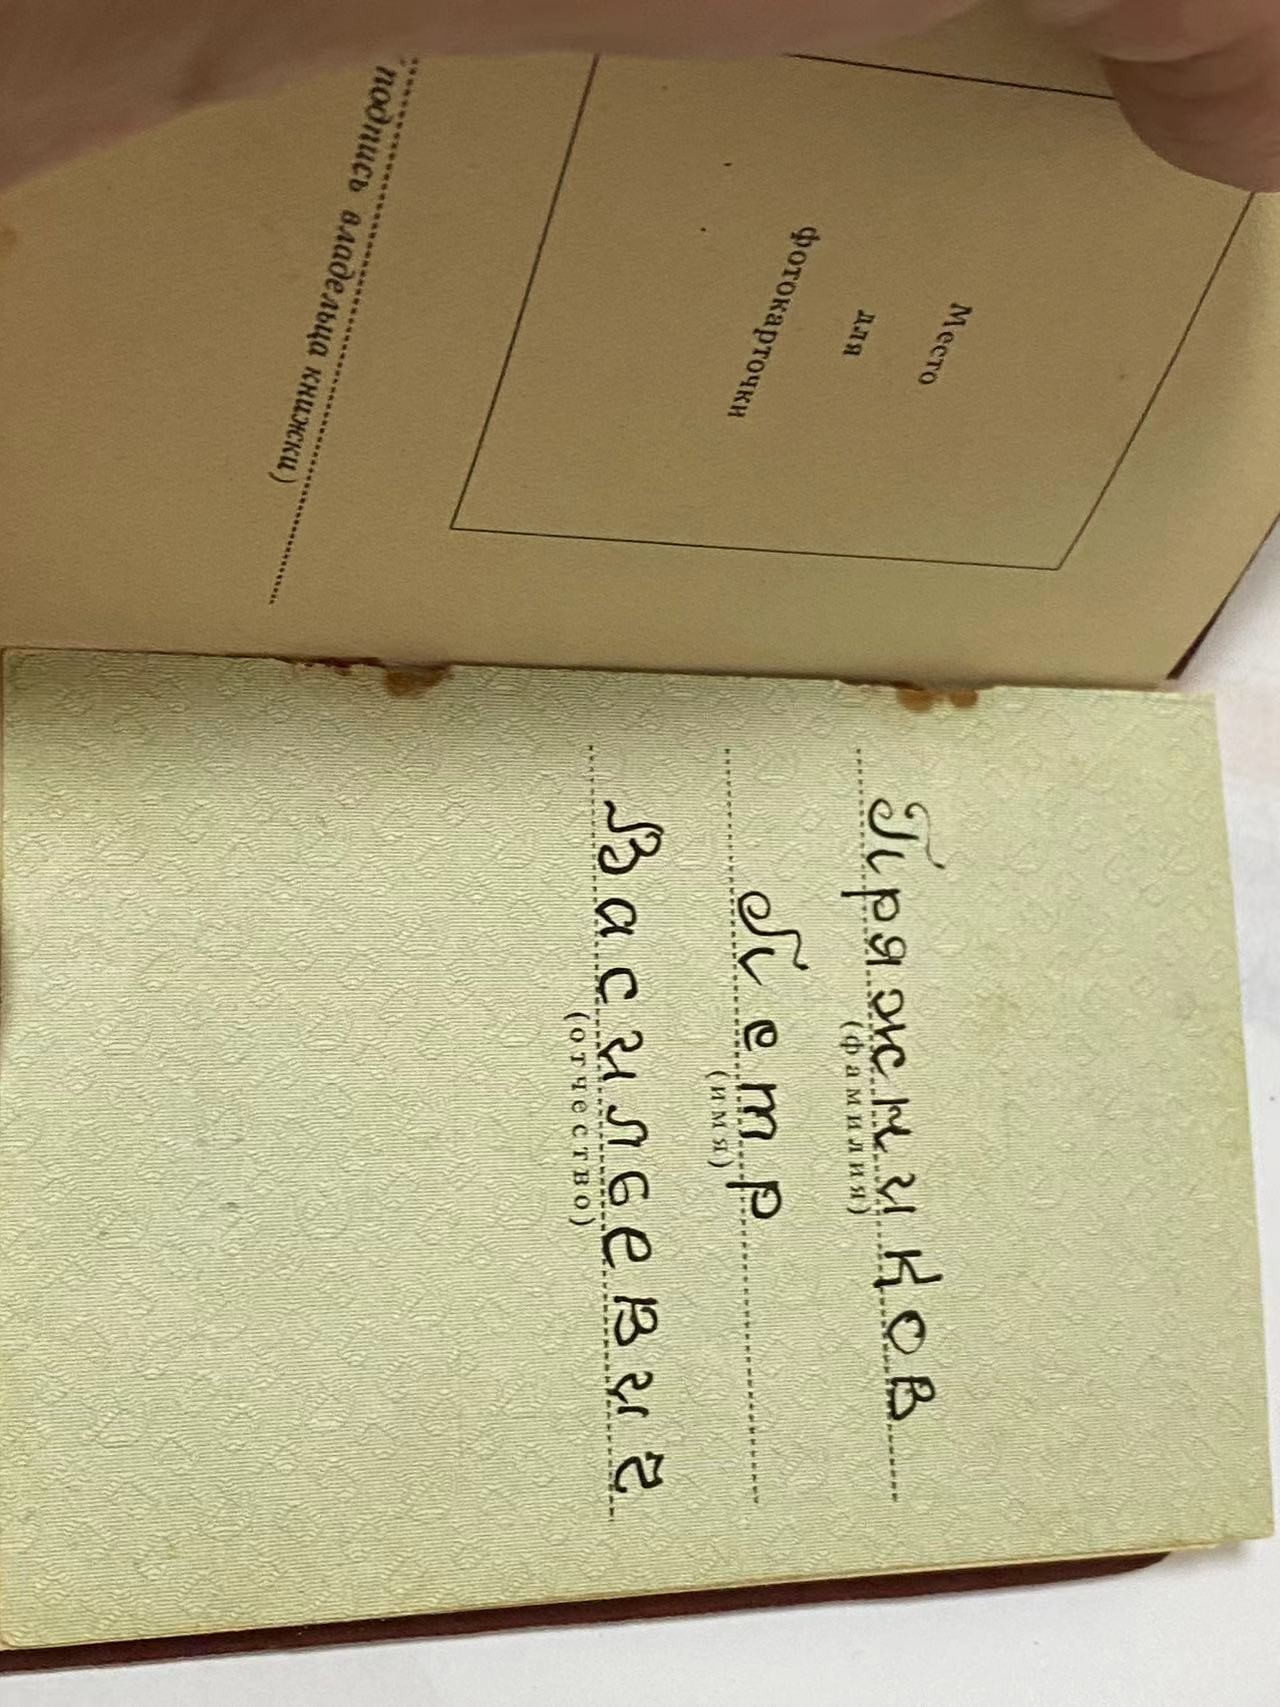 Место
для
фотокарточки
подпись владельца книжки)
Пряжников
(фамилия)
Петр
(имя)
Васильевич
(отчество)